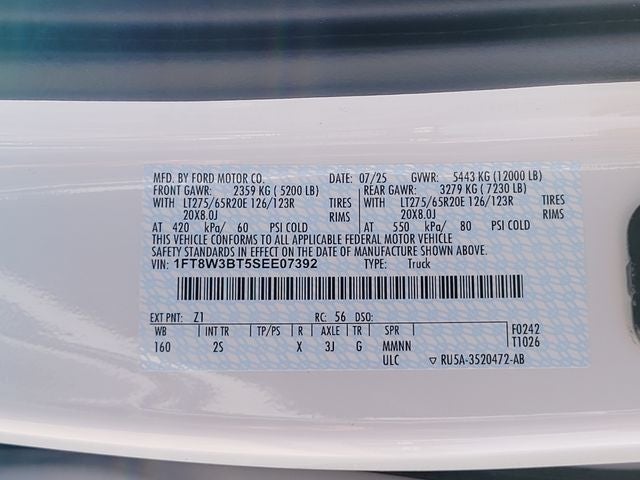 MFD. BY FORD MOTOR CO. DATE: 07/25 GVWR: 5443 KG (12000 LB)
FRONT GAWR: 2359 KG (5200 LB) REAR GAWR: 3279 KG (7230 LB)
WITH LT275/65R20E 126/123R TIRES WITH LT275/65R20E 126/123R TIRES
20X8.0J RIMS 20X8.0J RIMS
AT 420 kPa/ 60 PSI COLD AT 550 kPa/ 80 PSI COLD
THIS VEHICLE CONFORMS TO ALL APPLICABLE FEDERAL MOTOR VEHICLE
SAFETY STANDARDS IN EFFECT ON THE DATE OF MANUFACTURE SHOWN ABOVE.
VIN: 1FT8W3BT5SEE07392 TYPE: Truck
EXT PNT: Z1 RC: 56 DSO:
WB INT TR TP/PS R AXLE TR SPR F0242
160 2S X 3J G MMNN T1026
ULC ▽ RU5A-3520472-AB